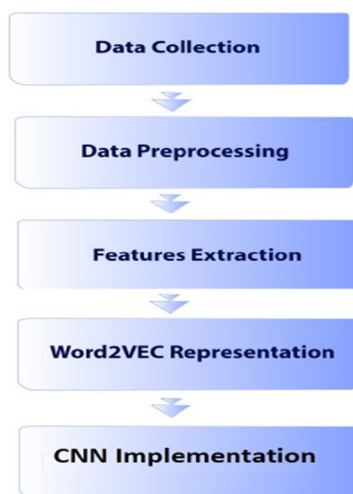 Data Collection
Data Preprocessing
Features Extraction
Word2VEC Representation
CNN Implementation